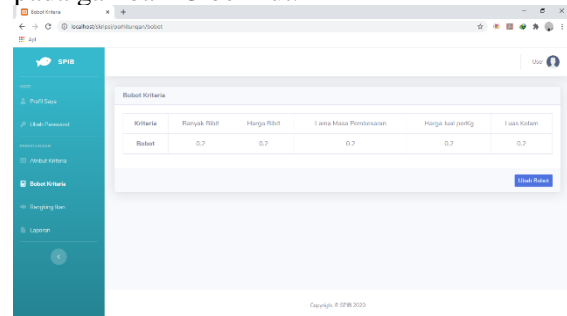 Bobot Kriteria
localhost/skripsi/perhitungan/bobot
Apl
SPIB
User
Profil Saya
Ubah Password
Atribut Kriteria
Bobot Kriteria
Rangking Ikan
Laporan
Bobot Kriteria
Kriteria Banyak Bibit Harga Bibit Lama Masa Pembesaran Harga Jual perKg Luas Kolam
Bobot 0.2 0.2 0.2 0.2 0.2
Ubah Bobot
Copyright © SPIB 2020